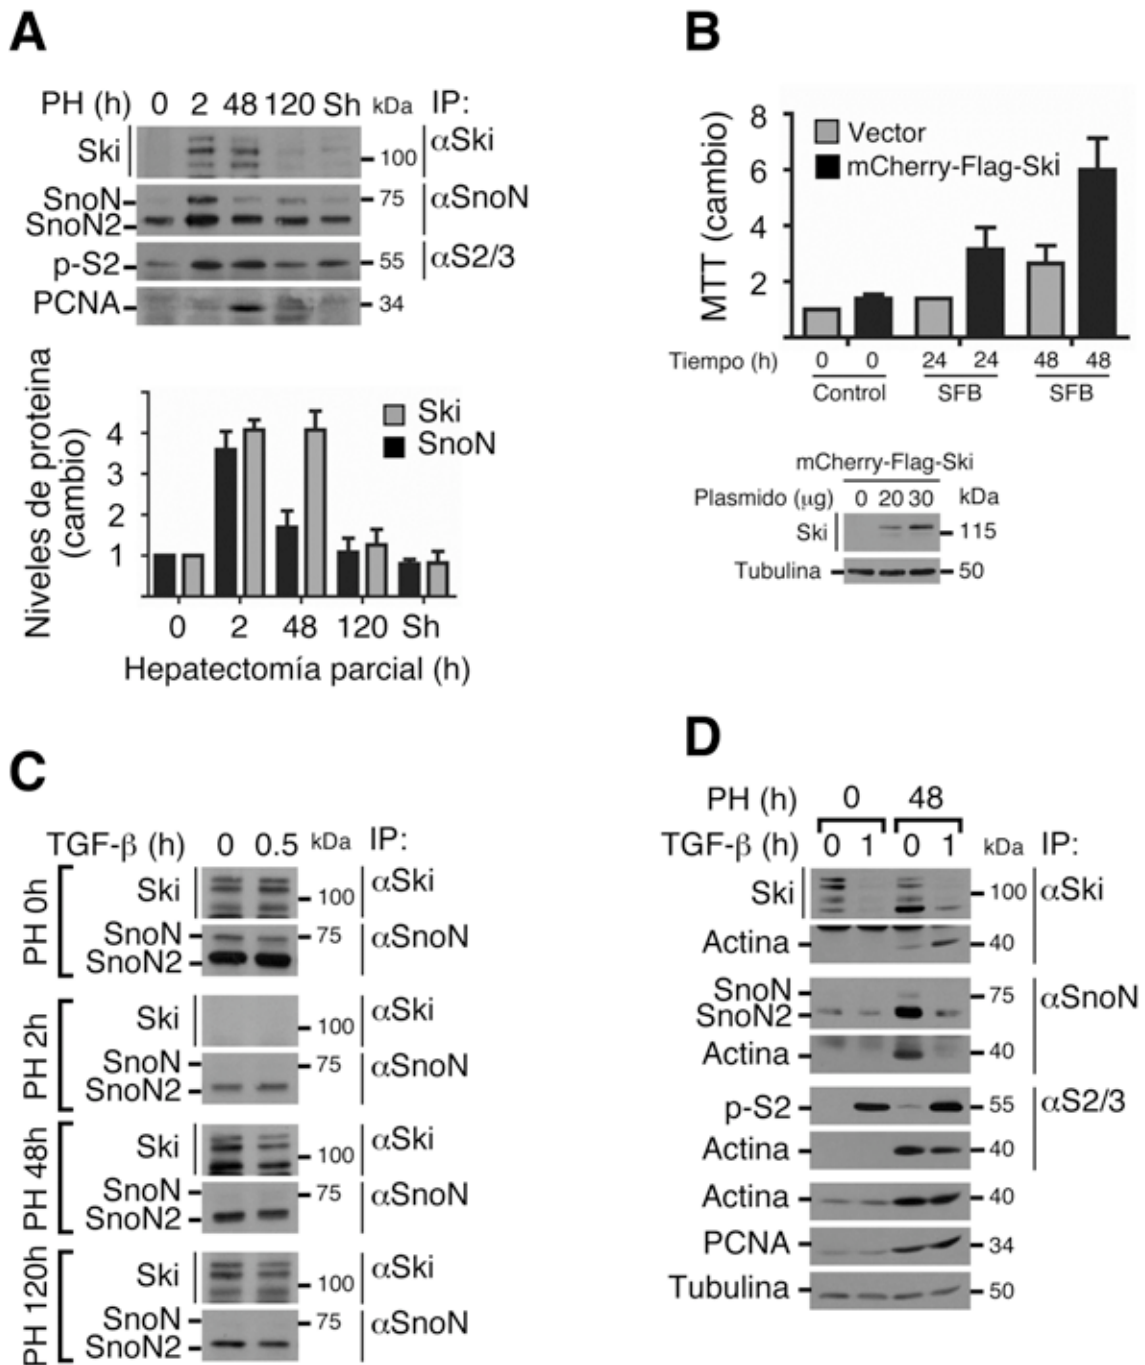 A
PH (h) 0 2 48 120 Sh kDa IP:
Ski 100 αSki
SnoN 75 αSnoN
SnoN2
p-S2 55 αS2/3
PCNA 34
Niveles de proteina
(cambio)
4
3
2
1
Ski
SnoN
0 2 48 120 Sh
Hepatectomía parcial (h)
B
MTT (cambio)
8
6
4
2
Vector
mCherry-Flag-Ski
Tiempo (h) 0 0 24 24 48 48
Control SFB SFB
mCherry-Flag-Ski
Plasmido (μg) 0 20 30 kDa
Ski 115
Tubulina 50
C
TGF-β (h) 0 0.5 kDa IP:
PH 0h
Ski 100 αSki
SnoN 75 αSnoN
SnoN2
PH 2h
Ski 100 αSki
SnoN 75 αSnoN
SnoN2
PH 48h
Ski 100 αSki
SnoN 75 αSnoN
SnoN2
PH 120h
Ski 100 αSki
SnoN 75 αSnoN
SnoN2
D
PH (h) 0 48
TGF-β (h) 0 1 0 1 kDa IP:
Ski 100 αSki
Actina 40
SnoN 75 αSnoN
SnoN2
Actina 40
p-S2 55 αS2/3
Actina 40
Actina 40
PCNA 34
Tubulina 50